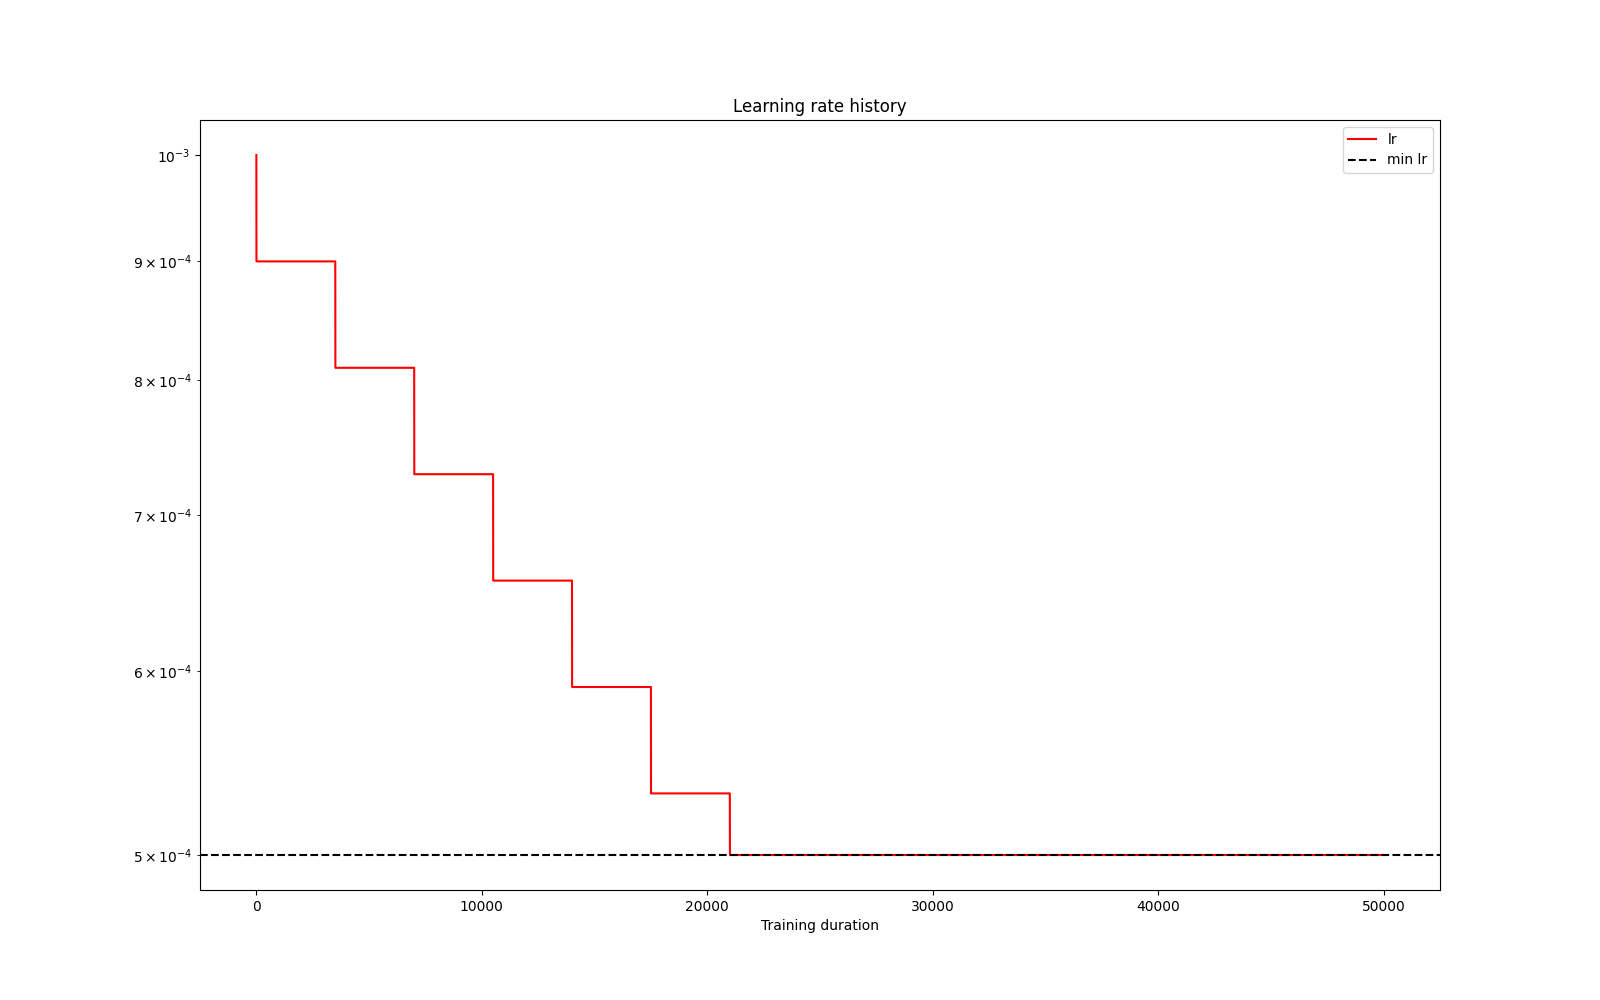 Learning rate history
lr
min lr
10⁻³
9 × 10⁻⁴
8 × 10⁻⁴
7 × 10⁻⁴
6 × 10⁻⁴
5 × 10⁻⁴
0 10000 20000 30000 40000 50000
Training duration